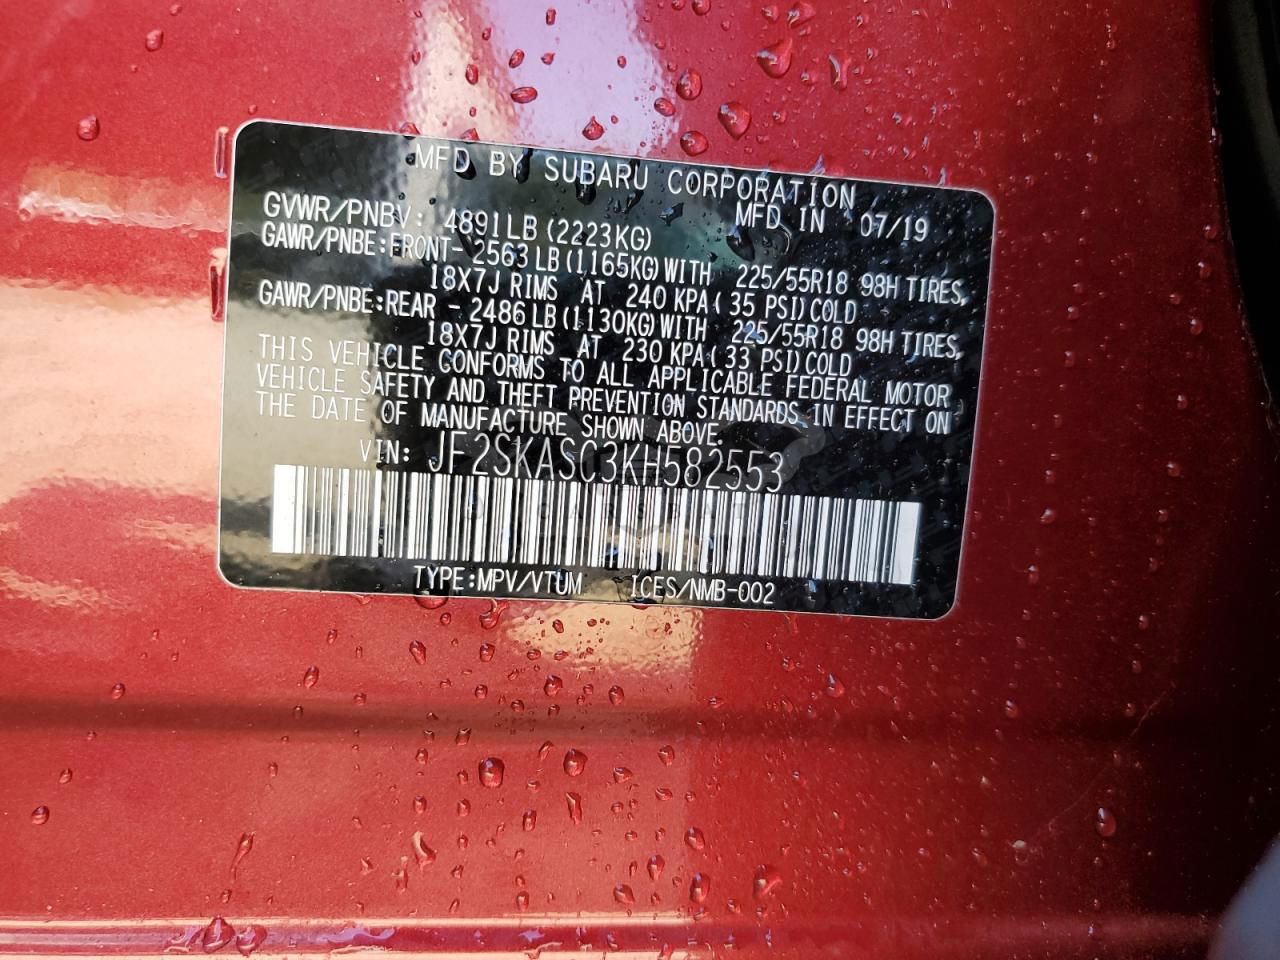 MFD BY SUBARU CORPORATION
MFD IN 07/19
GVWR/PNBV: 4891LB (2223KG)
GAWR/PNBE:FRONT- 2563 LB (1165KG) WITH 225/55R18 98H TIRES,
18X7J RIMS AT 240 KPA ( 35 PSI) COLD
GAWR/PNBE:REAR - 2486 LB (1130KG) WITH 225/55R18 98H TIRES,
18X7J RIMS AT 230 KPA ( 33 PSI) COLD
THIS VEHICLE CONFORMS TO ALL APPLICABLE FEDERAL MOTOR
VEHICLE SAFETY AND THEFT PREVENTION STANDARDS IN EFFECT ON
THE DATE OF MANUFACTURE SHOWN ABOVE.
VIN: JF2SKASC3KH582553
TYPE:MPV/VTUM ICES/NMB-002